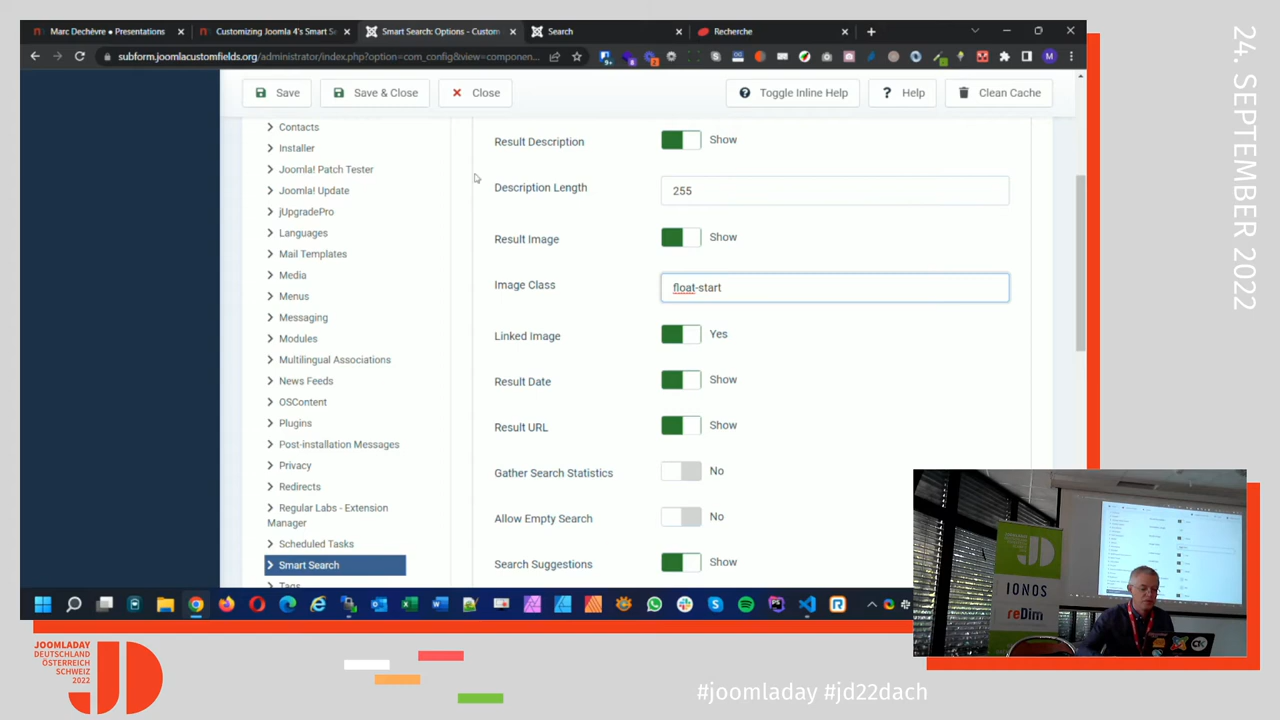 Marc Dechèvre • Presentations
Customizing Joomla 4's Smart Se
Smart Search: Options - Custom
Search
Recherche
subform.joomlacustomfields.org/administrator/index.php?option=com_config&view=componen...
Save
Save & Close
Close
Toggle Inline Help
Help
Clean Cache
Contacts
Installer
Joomla! Patch Tester
Joomla! Update
jUpgradePro
Languages
Mail Templates
Media
Menus
Messaging
Modules
Multilingual Associations
News Feeds
OSContent
Plugins
Post-installation Messages
Privacy
Redirects
Regular Labs - Extension
Manager
Scheduled Tasks
Smart Search
Tags
Result Description
Show
Description Length
255
Result Image
Show
Image Class
float-start
Linked Image
Yes
Result Date
Show
Result URL
Show
Gather Search Statistics
No
Allow Empty Search
No
Search Suggestions
Show
24. SEPTEMBER 2022
IONOS
reDim
JOOMLADAY
DEUTSCHLAND
ÖSTERREICH
SCHWEIZ
2022
#joomladay #jd22dach